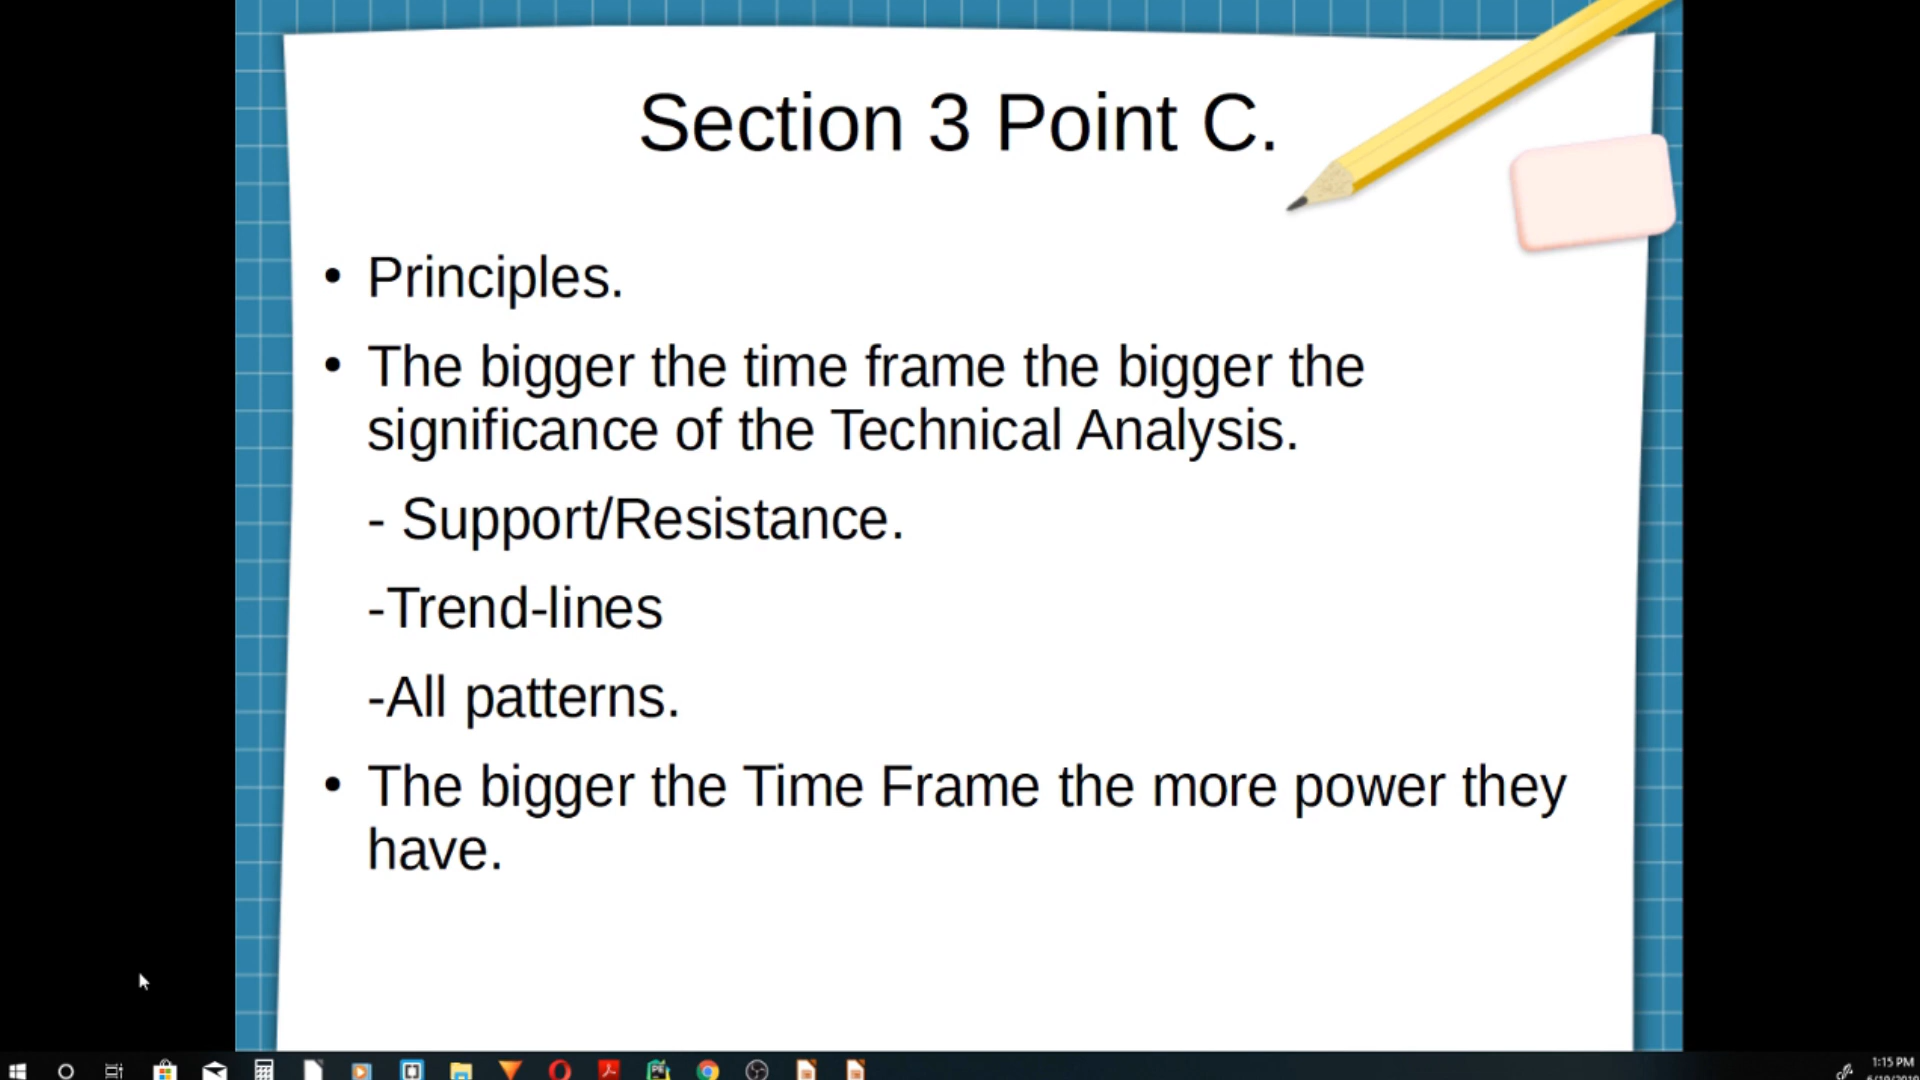 Section 3 Point C.
• Principles.
• The bigger the time frame the bigger the
significance of the Technical Analysis.
- Support/Resistance.
-Trend-lines
-All patterns.
• The bigger the Time Frame the more power they
have.
1:15 PM